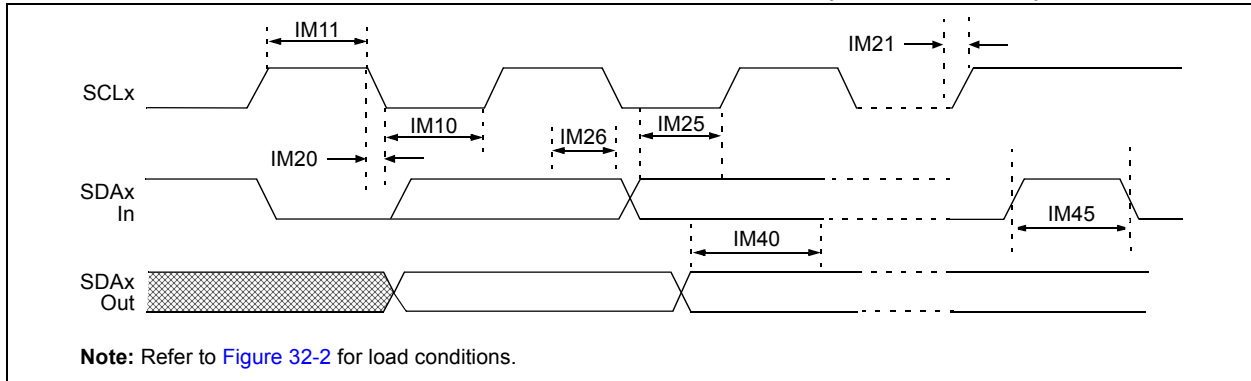 IM11
IM21
SCLx
IM10
IM26
IM25
IM20
SDAx
In
IM45
IM40
SDAx
Out
Note: Refer to Figure 32-2 for load conditions.